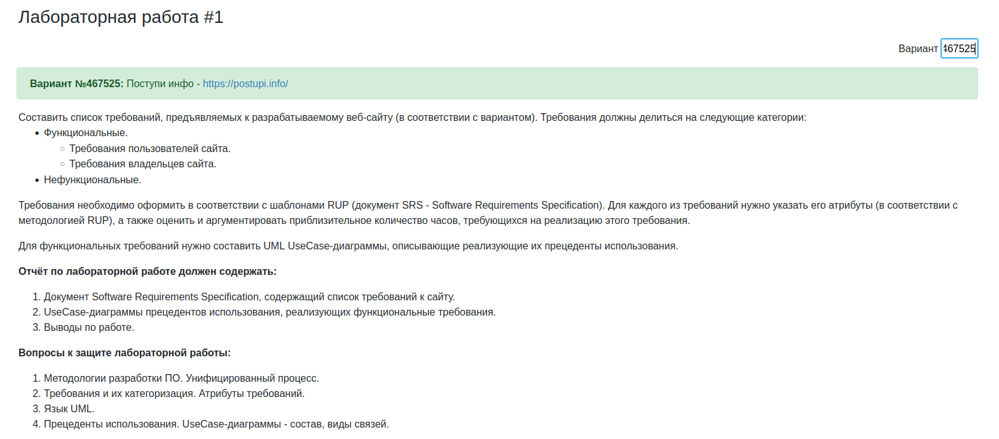 Лабораторная работа #1
Вариант 467525
Вариант №467525: Поступи инфо - https://postupi.info/
Составить список требований, предъявляемых к разрабатываемому веб-сайту (в соответствии с вариантом). Требования должны делиться на следующие категории:
Функциональные.
Требования пользователей сайта.
Требования владельцев сайта.
Нефункциональные.
Требования необходимо оформить в соответствии с шаблонами RUP (документ SRS - Software Requirements Specification). Для каждого из требований нужно указать его атрибуты (в соответствии с
методологией RUP), а также оценить и аргументировать приблизительное количество часов, требующихся на реализацию этого требования.
Для функциональных требований нужно составить UML UseCase-диаграммы, описывающие реализующие их прецеденты использования.
Отчёт по лабораторной работе должен содержать:
1. Документ Software Requirements Specification, содержащий список требований к сайту.
2. UseCase-диаграммы прецедентов использования, реализующих функциональные требования.
3. Выводы по работе.
Вопросы к защите лабораторной работы:
1. Методологии разработки ПО. Унифицированный процесс.
2. Требования и их категоризация. Атрибуты требований.
3. Язык UML.
4. Прецеденты использования. UseCase-диаграммы - состав, виды связей.